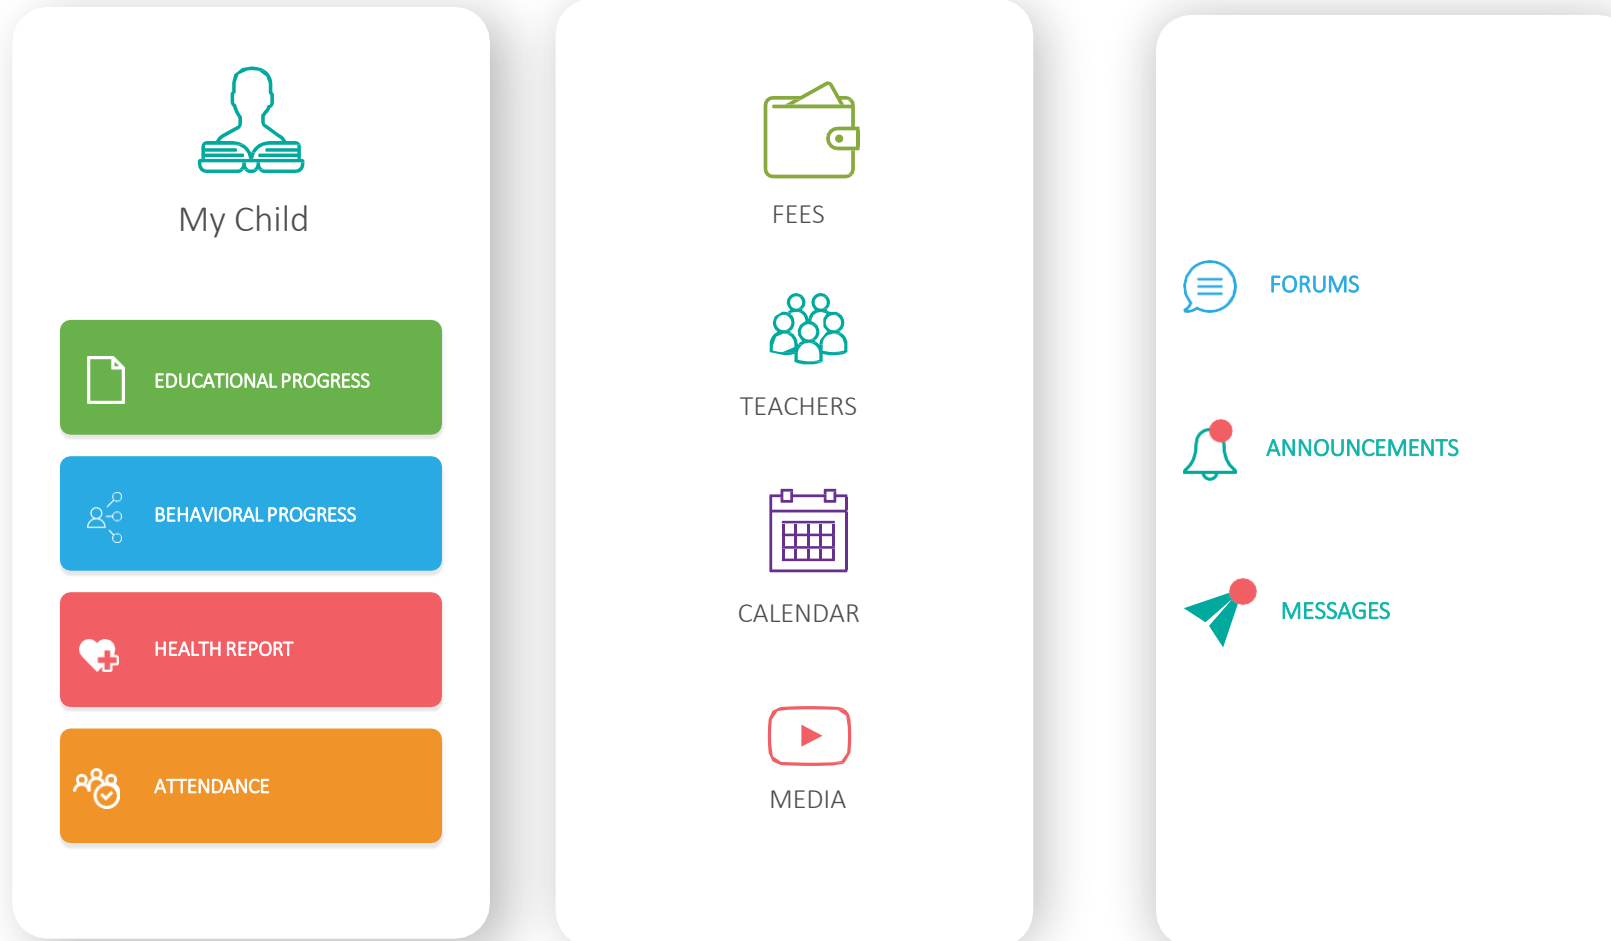 My Child
EDUCATIONAL PROGRESS
BEHAVIORAL PROGRESS
HEALTH REPORT
ATTENDANCE
FEES
TEACHERS
CALENDAR
MEDIA
FORUMS
ANNOUNCEMENTS
MESSAGES